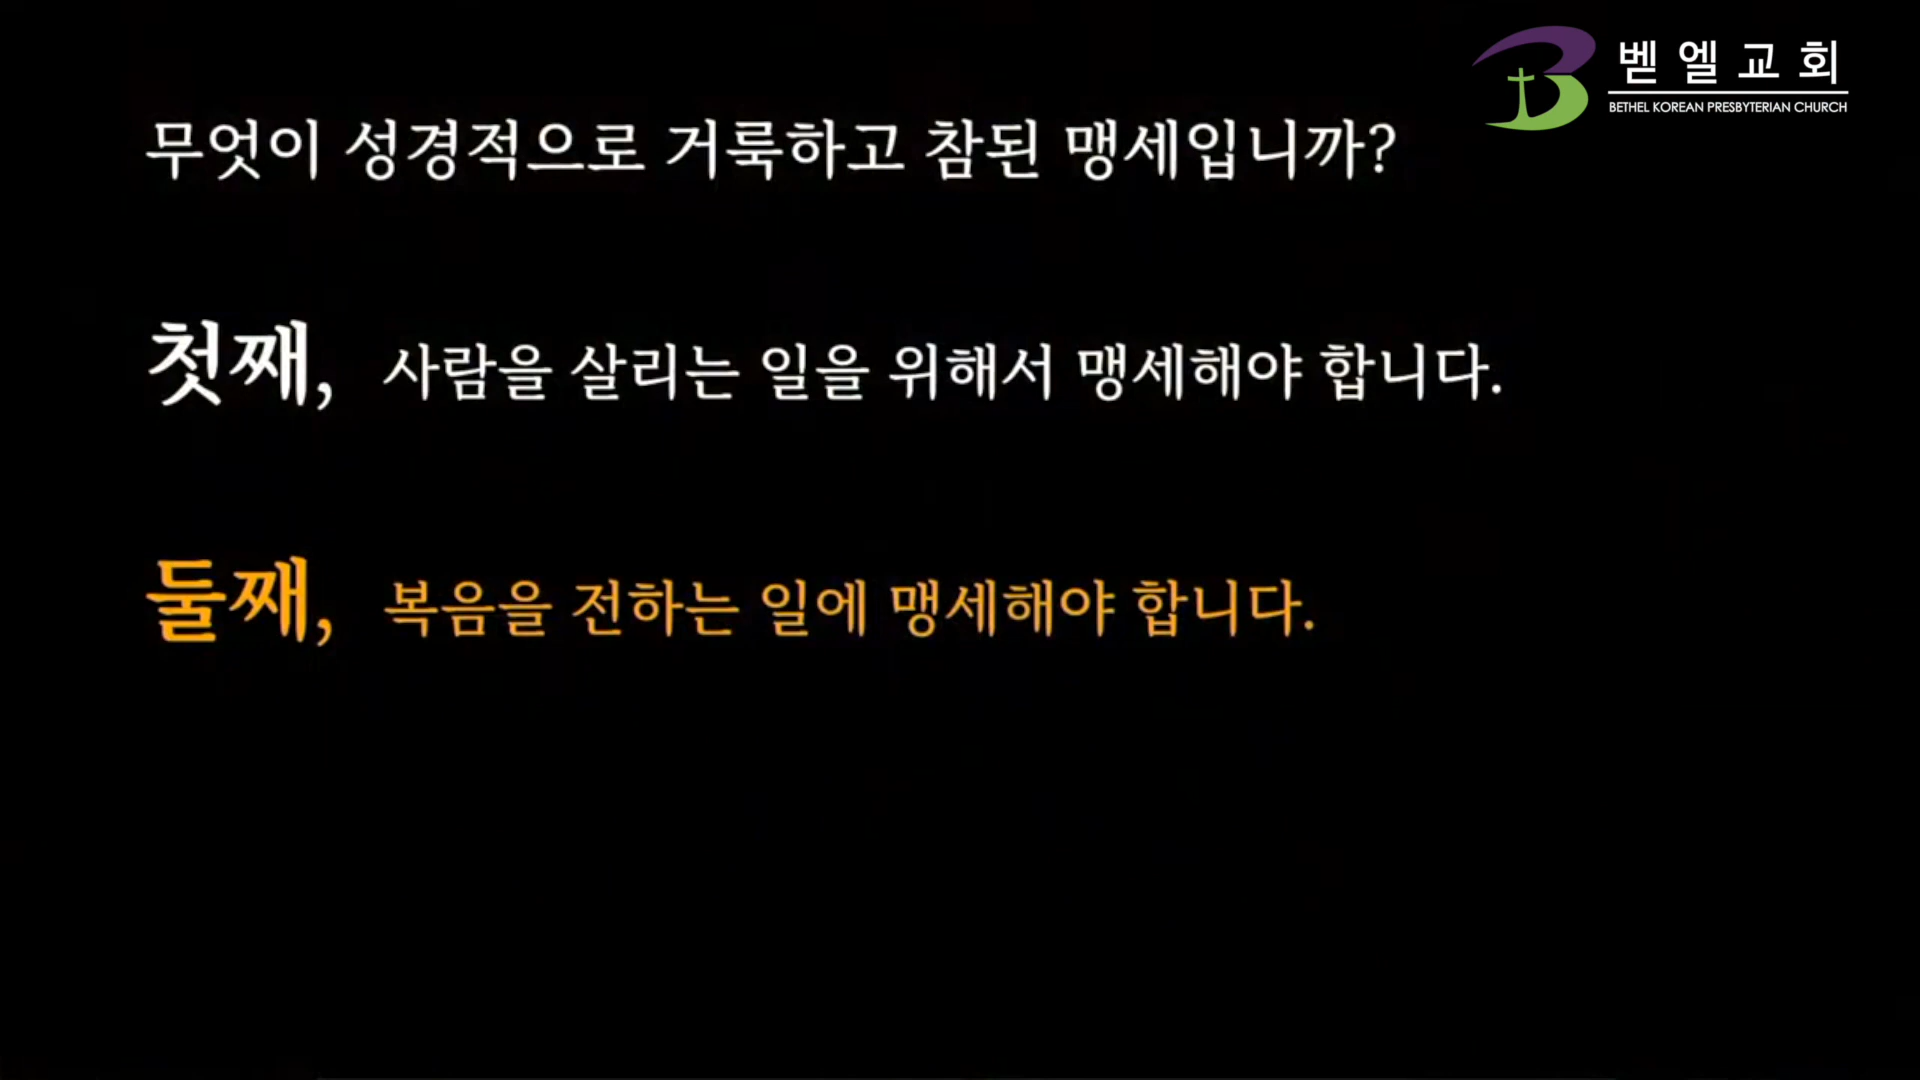 벧엘교회
BETHEL KOREAN PRESBYTERIAN CHURCH
무엇이 성경적으로 거룩하고 참된 맹세입니까?
첫째, 사람을 살리는 일을 위해서 맹세해야 합니다.
둘째, 복음을 전하는 일에 맹세해야 합니다.